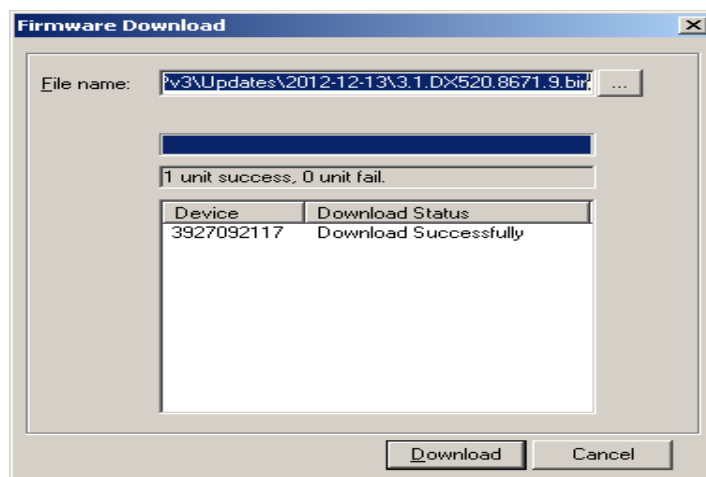 Firmware Download
File name: ?v3\Updates\2012-12-13\3.1.DX520.8671.9.bin ...
1 unit success, 0 unit fail.
Device Download Status
3927092117 Download Successfully
Download Cancel